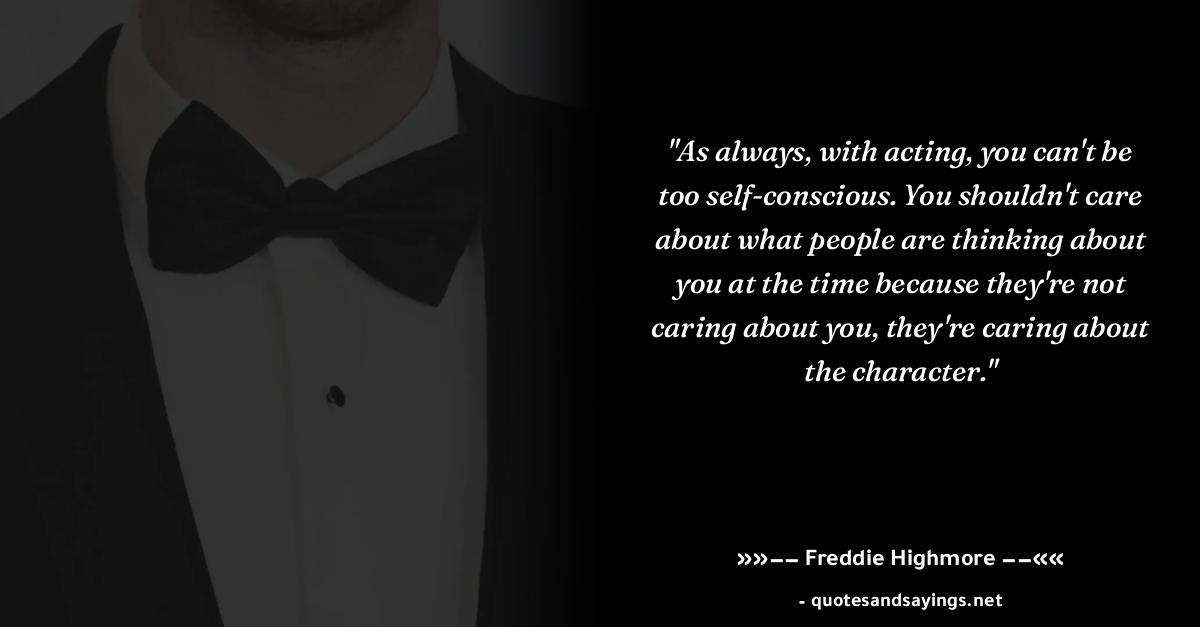 "As always, with acting, you can't be
too self-conscious. You shouldn't care
about what people are thinking about
you at the time because they're not
caring about you, they're caring about
the character."
»»−− Freddie Highmore −−««
- quotesandsayings.net